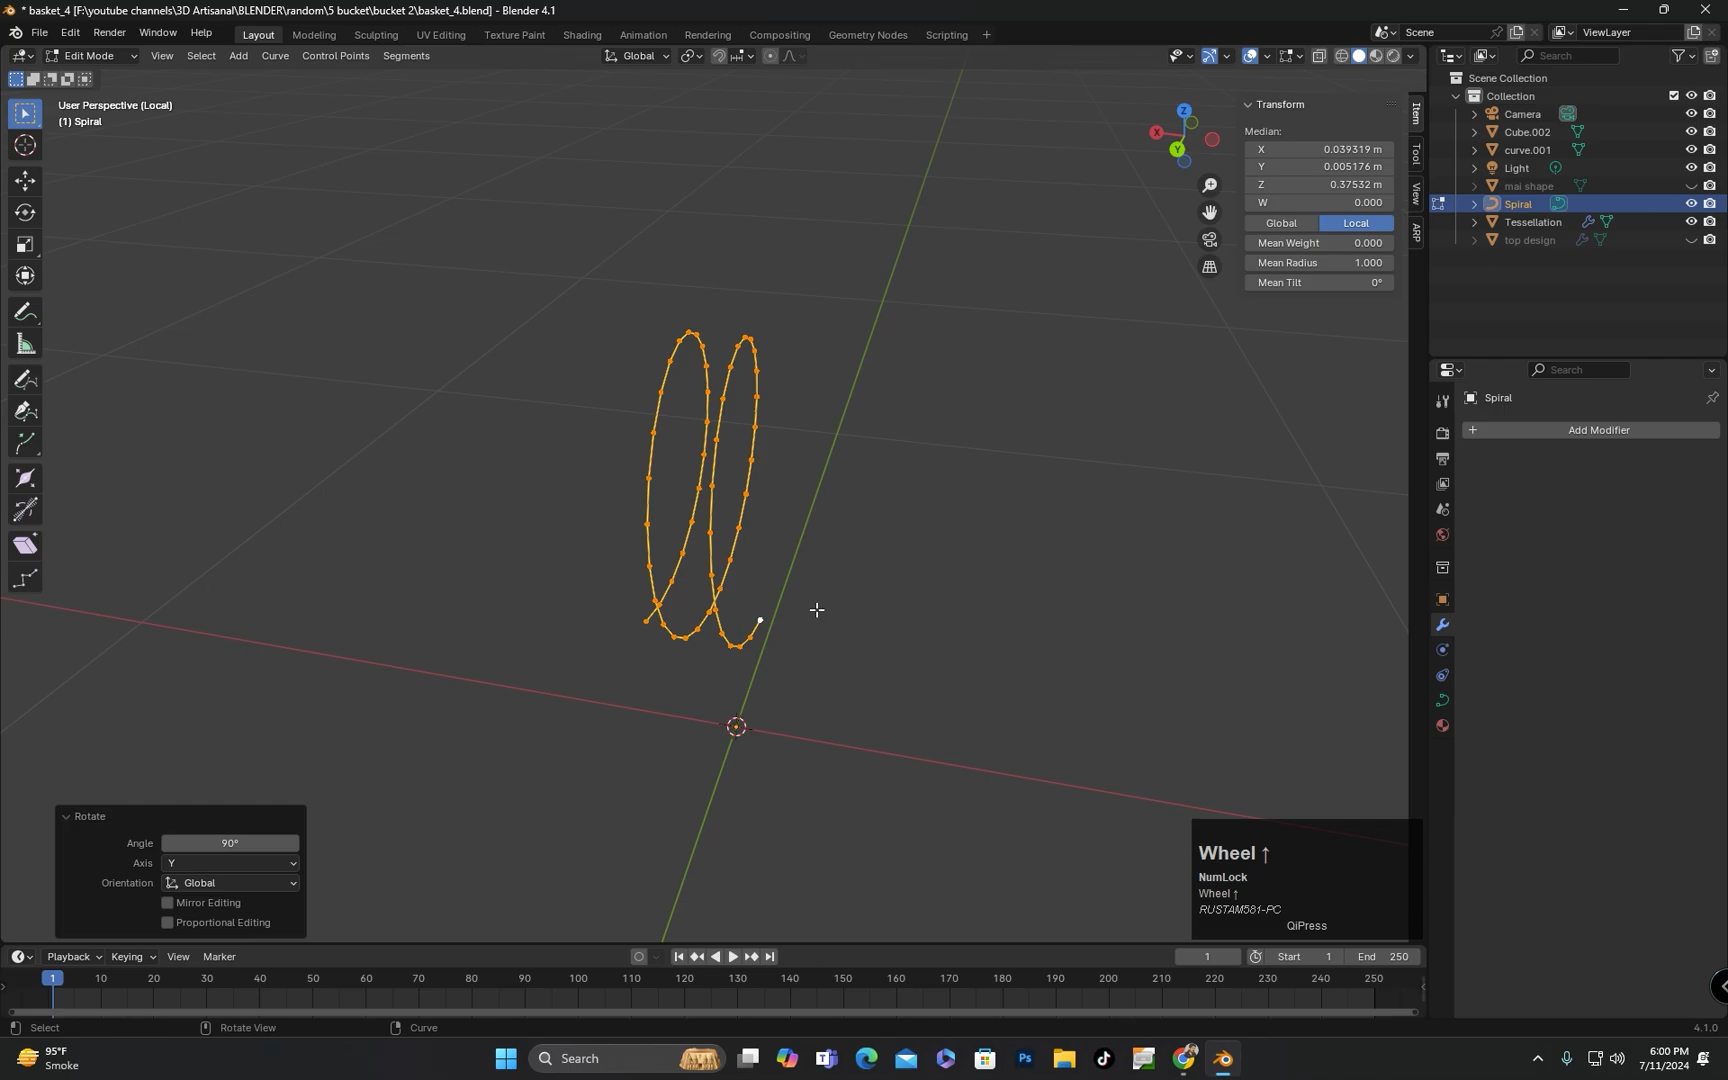 * basket_4 [F:\youtube channels\3D Artisanal\BLENDER\random\5 bucket\bucket 2\basket_4.blend] - Blender 4.1
File Edit Render Window Help
Layout Modeling Sculpting UV Editing Texture Paint Shading Animation Rendering Compositing Geometry Nodes Scripting +
Scene
ViewLayer
Edit Mode View Select Add Curve Control Points Segments
Global
Search
User Perspective (Local)
(1) Spiral
Z
X
Y
Transform
Median:
X 0.039319 m
Y 0.005176 m
Z 0.37532 m
W 0.000
Global Local
Mean Weight 0.000
Mean Radius 1.000
Mean Tilt 0°
Item
Tool
View
ARP
Scene Collection
Collection
Camera
Cube.002
curve.001
Light
mai shape
Spiral
Tessellation
top design
Search
Spiral
+ Add Modifier
Rotate
Angle 90°
Axis Y
Orientation Global
Mirror Editing
Proportional Editing
Wheel ↑
NumLock
Wheel ↑
RUSTAM581-PC
QiPress
Playback Keying View Marker
1
Start 1 End 250
1 10 20 30 40 50 60 70 80 90 100 110 120 130 140 150 160 170 180 190 200 210 220 230 240 250
Select Rotate View Curve
4.1.0
95°F
Smoke
Search
6:00 PM
7/11/2024